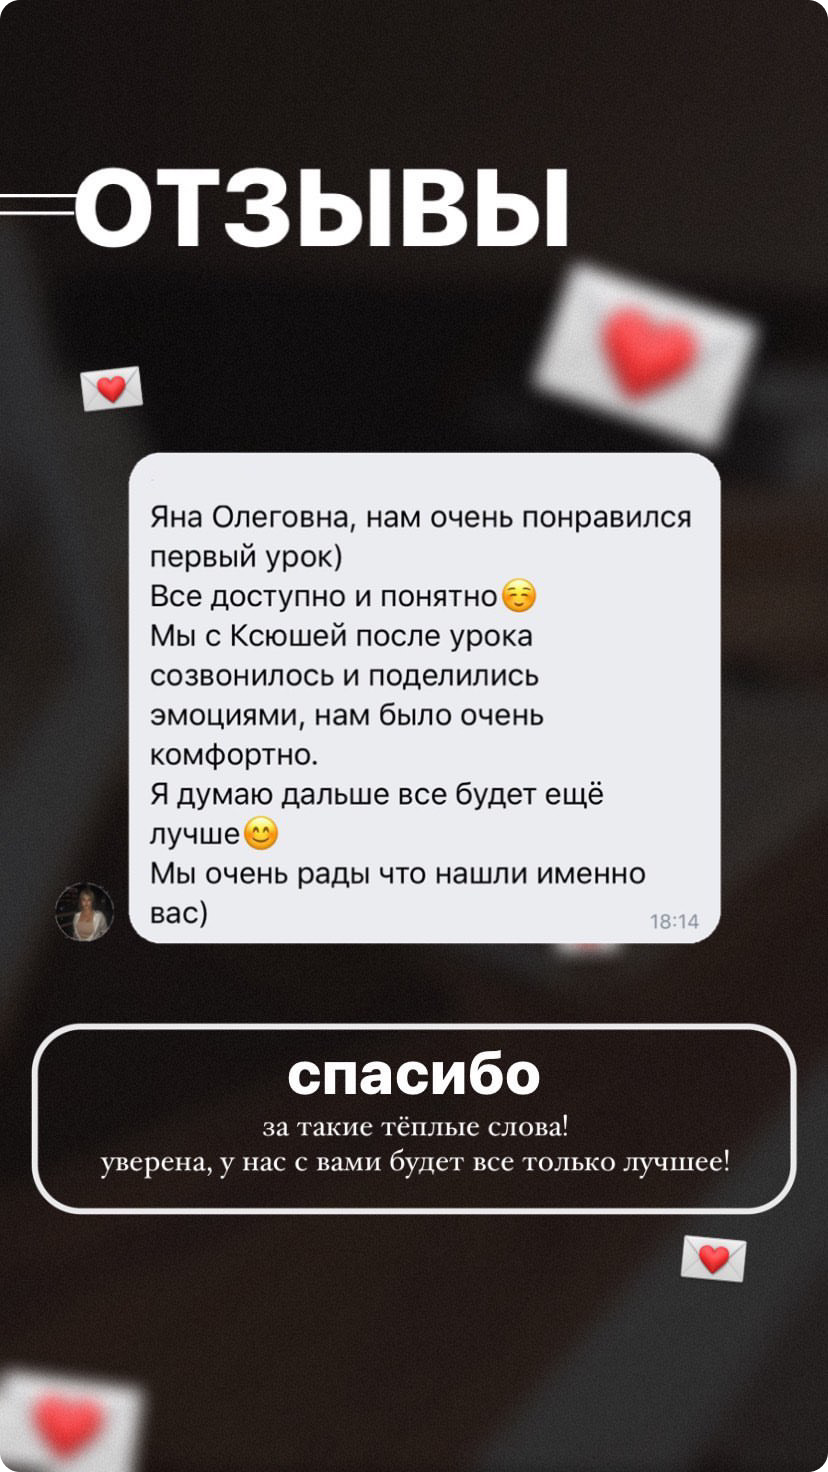 ОТЗЫВЫ
Яна Олеговна, нам очень понравился
первый урок)
Все доступно и понятно☺️
Мы с Ксюшей после урока
созвонилось и поделились
эмоциями, нам было очень
комфортно.
Я думаю дальше все будет ещё
лучше😊
Мы очень рады что нашли именно
вас)
18:14
спасибо
за такие тёплые слова!
уверена, у нас с вами будет все только лучшее!